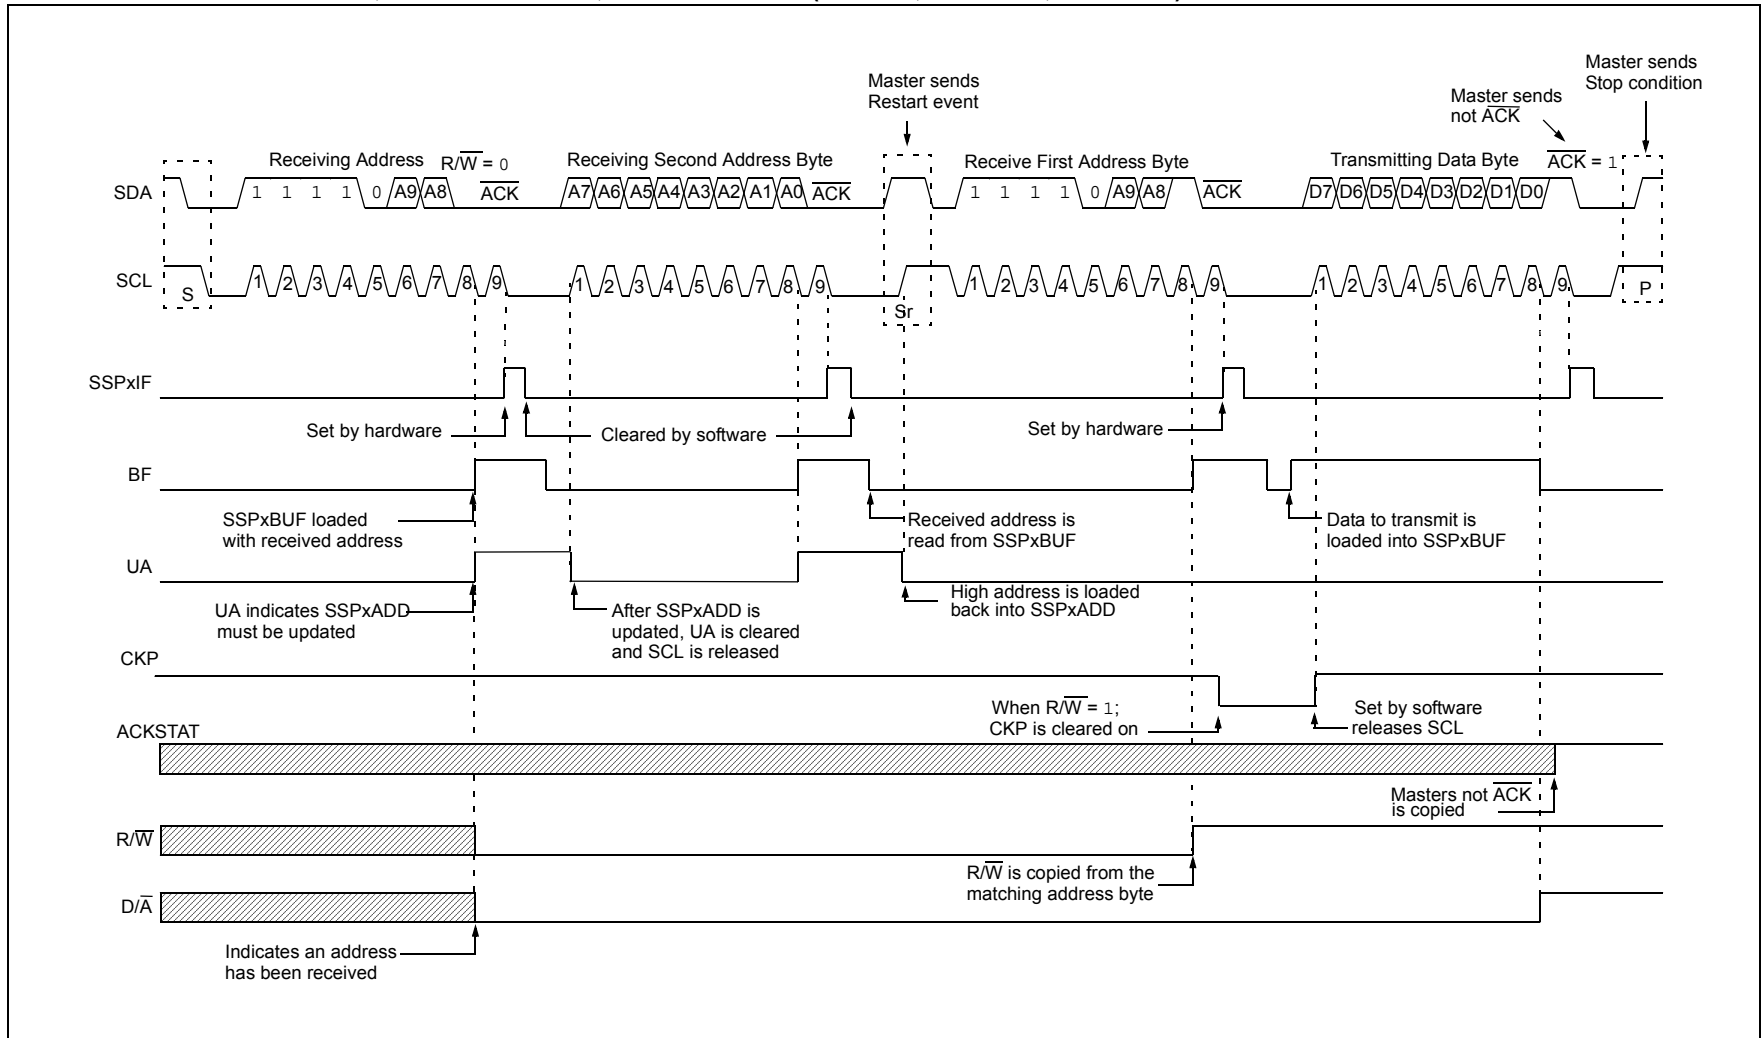 Master sends
Restart event
Master sends
not A̅C̅K̅
Master sends
Stop condition
Receiving Address R/W̅ = 0
Receiving Second Address Byte
Receive First Address Byte
Transmitting Data Byte
A̅C̅K̅ = 1
SDA 1 1 1 1 0 A9 A8 A̅C̅K̅ A7 A6 A5 A4 A3 A2 A1 A0 A̅C̅K̅ 1 1 1 1 0 A9 A8 A̅C̅K̅ D7 D6 D5 D4 D3 D2 D1 D0
SCL S 1 2 3 4 5 6 7 8 9 1 2 3 4 5 6 7 8 9 Sr 1 2 3 4 5 6 7 8 9 1 2 3 4 5 6 7 8 9 P
SSPxIF
Set by hardware
Cleared by software
Set by hardware
BF
SSPxBUF loaded
with received address
Received address is
read from SSPxBUF
Data to transmit is
loaded into SSPxBUF
UA
UA indicates SSPxADD
must be updated
After SSPxADD is
updated, UA is cleared
and SCL is released
High address is loaded
back into SSPxADD
CKP
When R/W̅ = 1;
CKP is cleared on
Set by software
releases SCL
ACKSTAT
Masters not A̅C̅K̅
is copied
R/W̅
R/W̅ is copied from the
matching address byte
D/A̅
Indicates an address
has been received